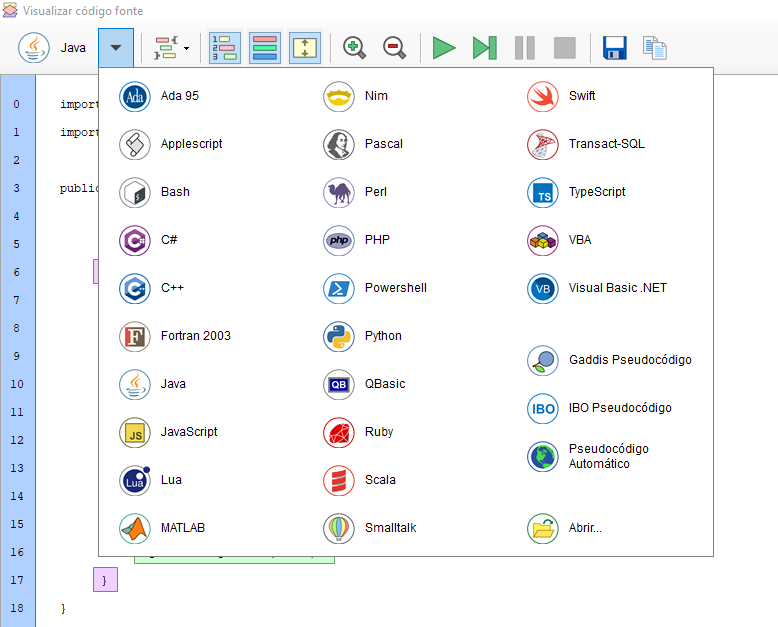 Visualizar código fonte
Java
0 import
1 import
2
3 public
4
5
6
7
8
9
10
11
12
13
14
15
16
17 }
18 }
Ada 95
Applescript
Bash
C#
C++
Fortran 2003
Java
JavaScript
Lua
MATLAB
Nim
Pascal
Perl
PHP
Powershell
Python
QBasic
Ruby
Scala
Smalltalk
Swift
Transact-SQL
TypeScript
VBA
Visual Basic .NET
Gaddis Pseudocódigo
IBO Pseudocódigo
Pseudocódigo
Automático
Abrir...